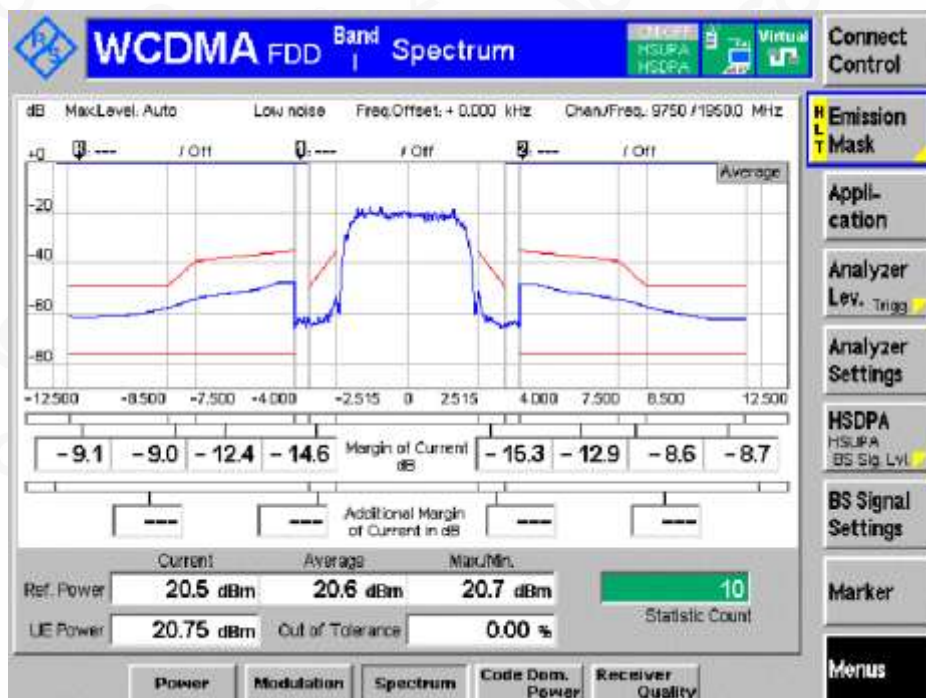 WCDMA FDD Band I Spectrum
HSUPA
HSDPA
Virtual
Connect Control
dB Max.Level: Auto Low noise Freq.Offset: + 0.000 kHz Chan./Freq.: 9750 / 1950.0 MHz
HLT
Emission Mask
+0 --- / Off 1: --- / Off 2: --- / Off
Average
-20
-40
-60
-80
-12.500 -8.500 -7.500 -4.000 -2.515 0 2.515 4.000 7.500 8.500 12.500
Appli-
cation
Analyzer
Lev. Trigg
Analyzer
Settings
-9.1 -9.0 -12.4 -14.6 Margin of Current dB -15.3 -12.9 -8.6 -8.7
HSDPA
HSUPA
BS Sig. Lvl.
--- --- Additional Margin of Current in dB --- ---
BS Signal
Settings
Current Average Max./Min.
Ref. Power 20.5 dBm 20.6 dBm 20.7 dBm 10
Statistic Count
Marker
UE Power 20.75 dBm Out of Tolerance 0.00 %
Power Modulation Spectrum Code Dom. Power Receiver Quality
Menus